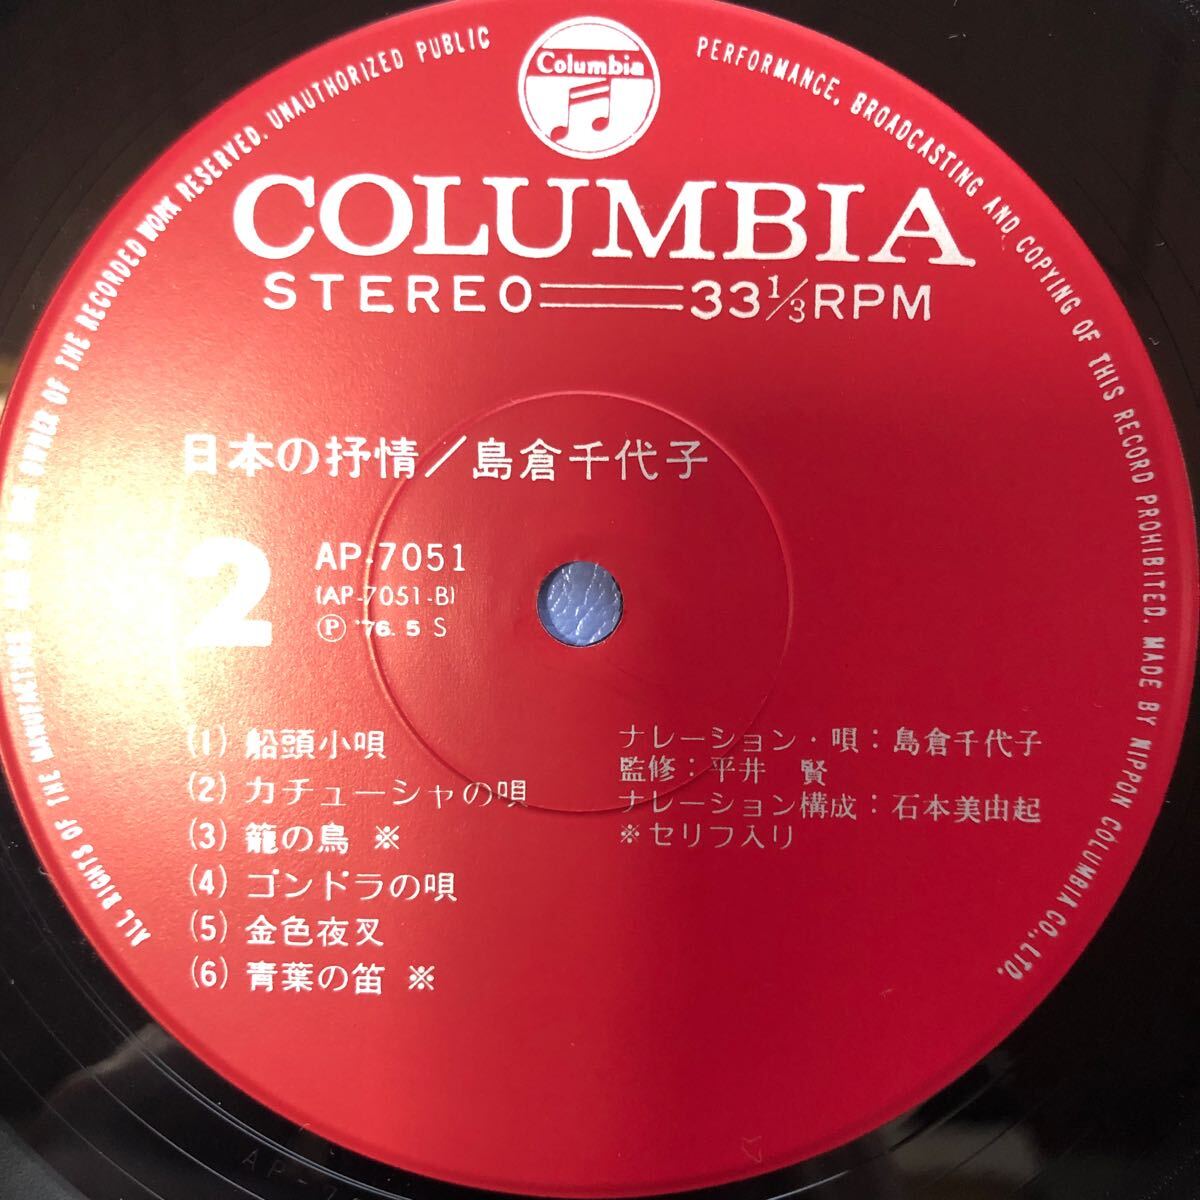 Columbia
COLUMBIA
STEREO 33 1/3 RPM
日本の抒情/島倉千代子
2
AP-7051
(AP-7051-B)
Ⓟ '76. 5 S
(1) 船頭小唄
(2) カチューシャの唄
(3) 籠の鳥 ※
(4) ゴンドラの唄
(5) 金色夜叉
(6) 青葉の笛 ※
ナレーション・唄：島倉千代子
監修：平井 賢
ナレーション構成：石本美由起
※セリフ入り
ALL RIGHTS OF THE MANUFACTURER AND OF THE OWNER OF THE RECORDED WORK RESERVED. UNAUTHORIZED PUBLIC PERFORMANCE, BROADCASTING AND COPYING OF THIS RECORD PROHIBITED. MADE BY NIPPON COLUMBIA CO., LTD.